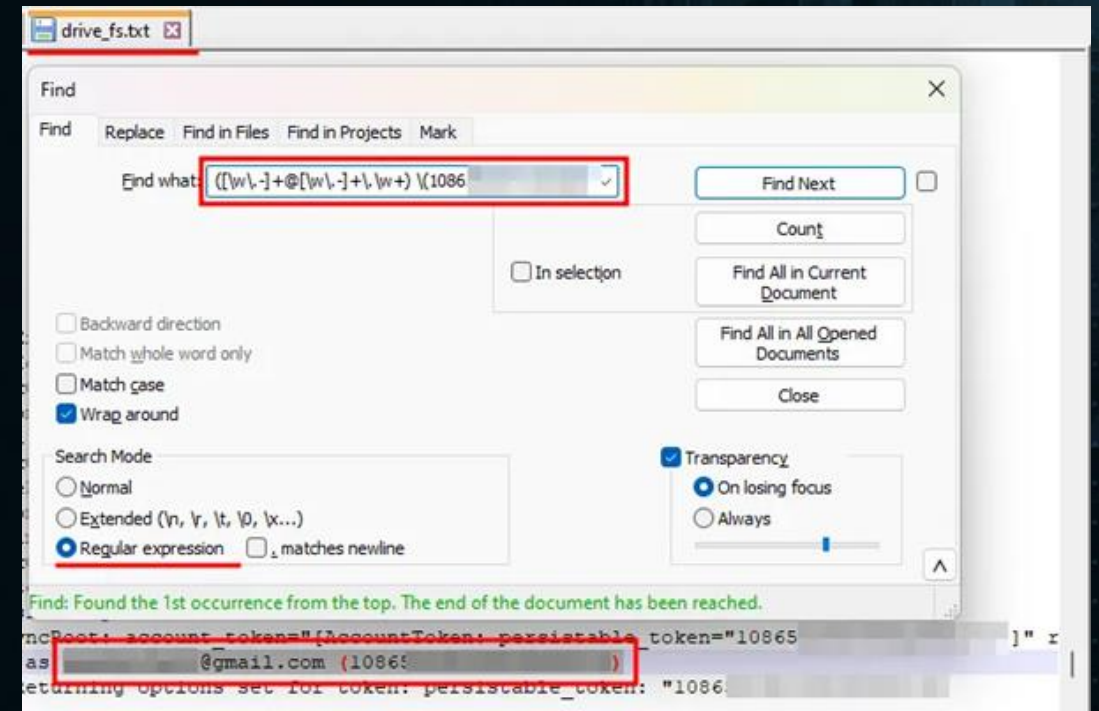 drive_fs.txt
Find
Find Replace Find in Files Find in Projects Mark
Find what: ([\w\.-]+@[\w\.-]+\.\w+) \(1086
Find Next
Count
In selection
Find All in Current Document
Backward direction
Find All in All Opened Documents
Match whole word only
Match case
Close
Wrap around
Search Mode
Transparency
Normal
On losing focus
Extended (\n, \r, \t, \0, \x...)
Always
Regular expression . matches newline
Find: Found the 1st occurrence from the top. The end of the document has been reached.
ncRoot: account_token="[AccountToken: persistable_token="10865 ]" r
as @gmail.com (10865 )
eturning options set for token: persistable_token: "1086